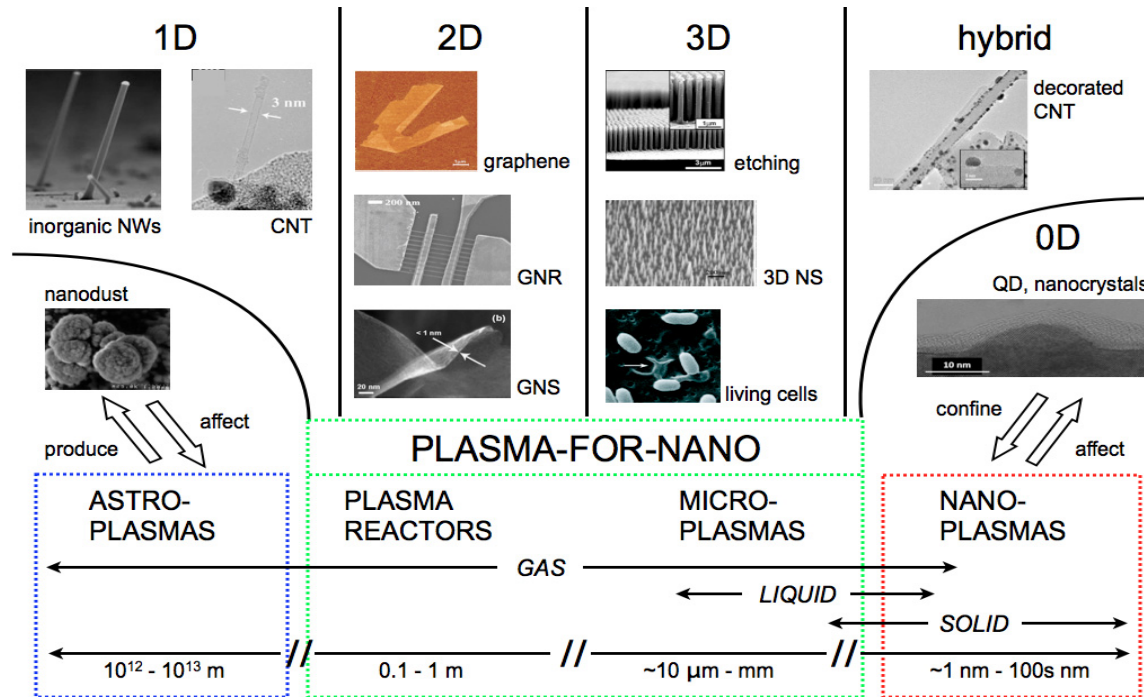 1D
2D
3D
hybrid
3 nm
inorganic NWs
CNT
graphene
1µm
3µm
etching
decorated
CNT
200 nm
GNR
3D NS
0D
QD, nanocrystals
10 nm
nanodust
(b)
< 1 nm
20 nm
GNS
living cells
produce
affect
confine
affect
PLASMA-FOR-NANO
ASTRO-
PLASMAS
PLASMA
REACTORS
MICRO-
PLASMAS
NANO-
PLASMAS
GAS
LIQUID
SOLID
10¹² - 10¹³ m
//
0.1 - 1 m
//
~10 µm - mm
//
~1 nm - 100s nm